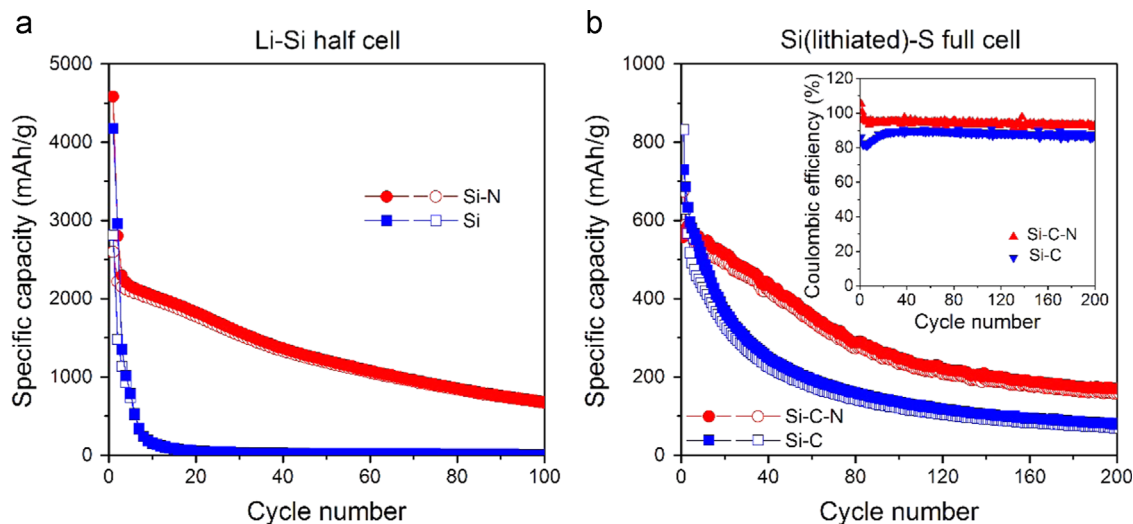 a
Li-Si half cell
5000
4000
3000
2000
1000
0
Specific capacity (mAh/g)
Si-N
Si
0 20 40 60 80 100
Cycle number
b
Si(lithiated)-S full cell
1000
800
600
400
200
0
Specific capacity (mAh/g)
Si-C-N
Si-C
0 40 80 120 160 200
Cycle number
120
100
80
60
40
20
0
Coulombic efficiency (%)
Si-C-N
Si-C
0 40 80 120 160 200
Cycle number